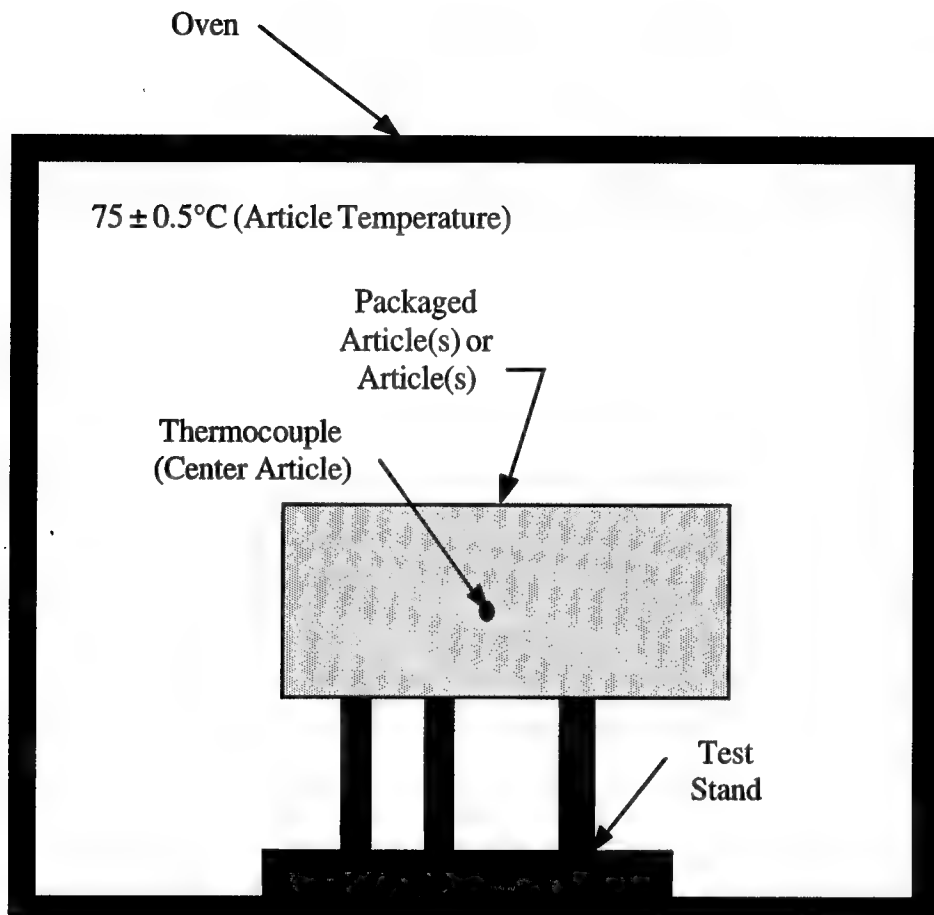 Oven
75 ± 0.5°C (Article Temperature)
Packaged
Article(s) or
Article(s)
Thermocouple
(Center Article)
Test
Stand